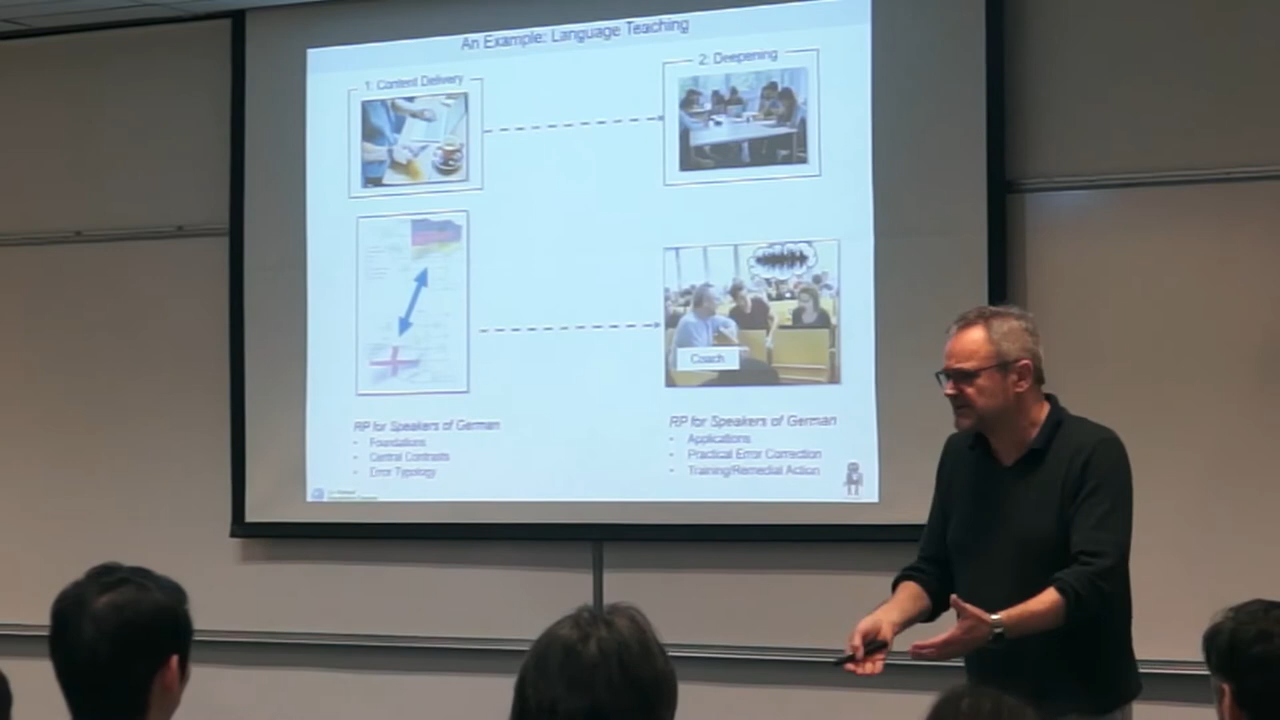 An Example: Language Teaching
1: Content Delivery
2: Deepening
Coach
RP for Speakers of German
Foundations
Central Contrasts
Error Typology
RP for Speakers of German
Applications
Practical Error Correction
Training/Remedial Action